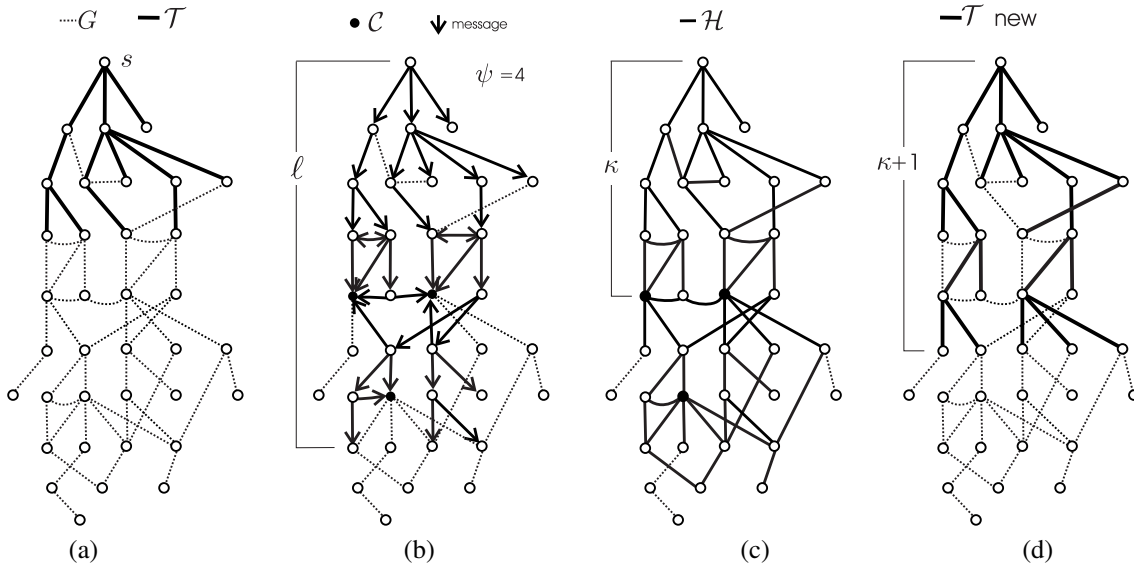 G 𝒯 𝒞 message ℋ 𝒯 new
s ψ =4
ℓ κ κ+1
(a) (b) (c) (d)